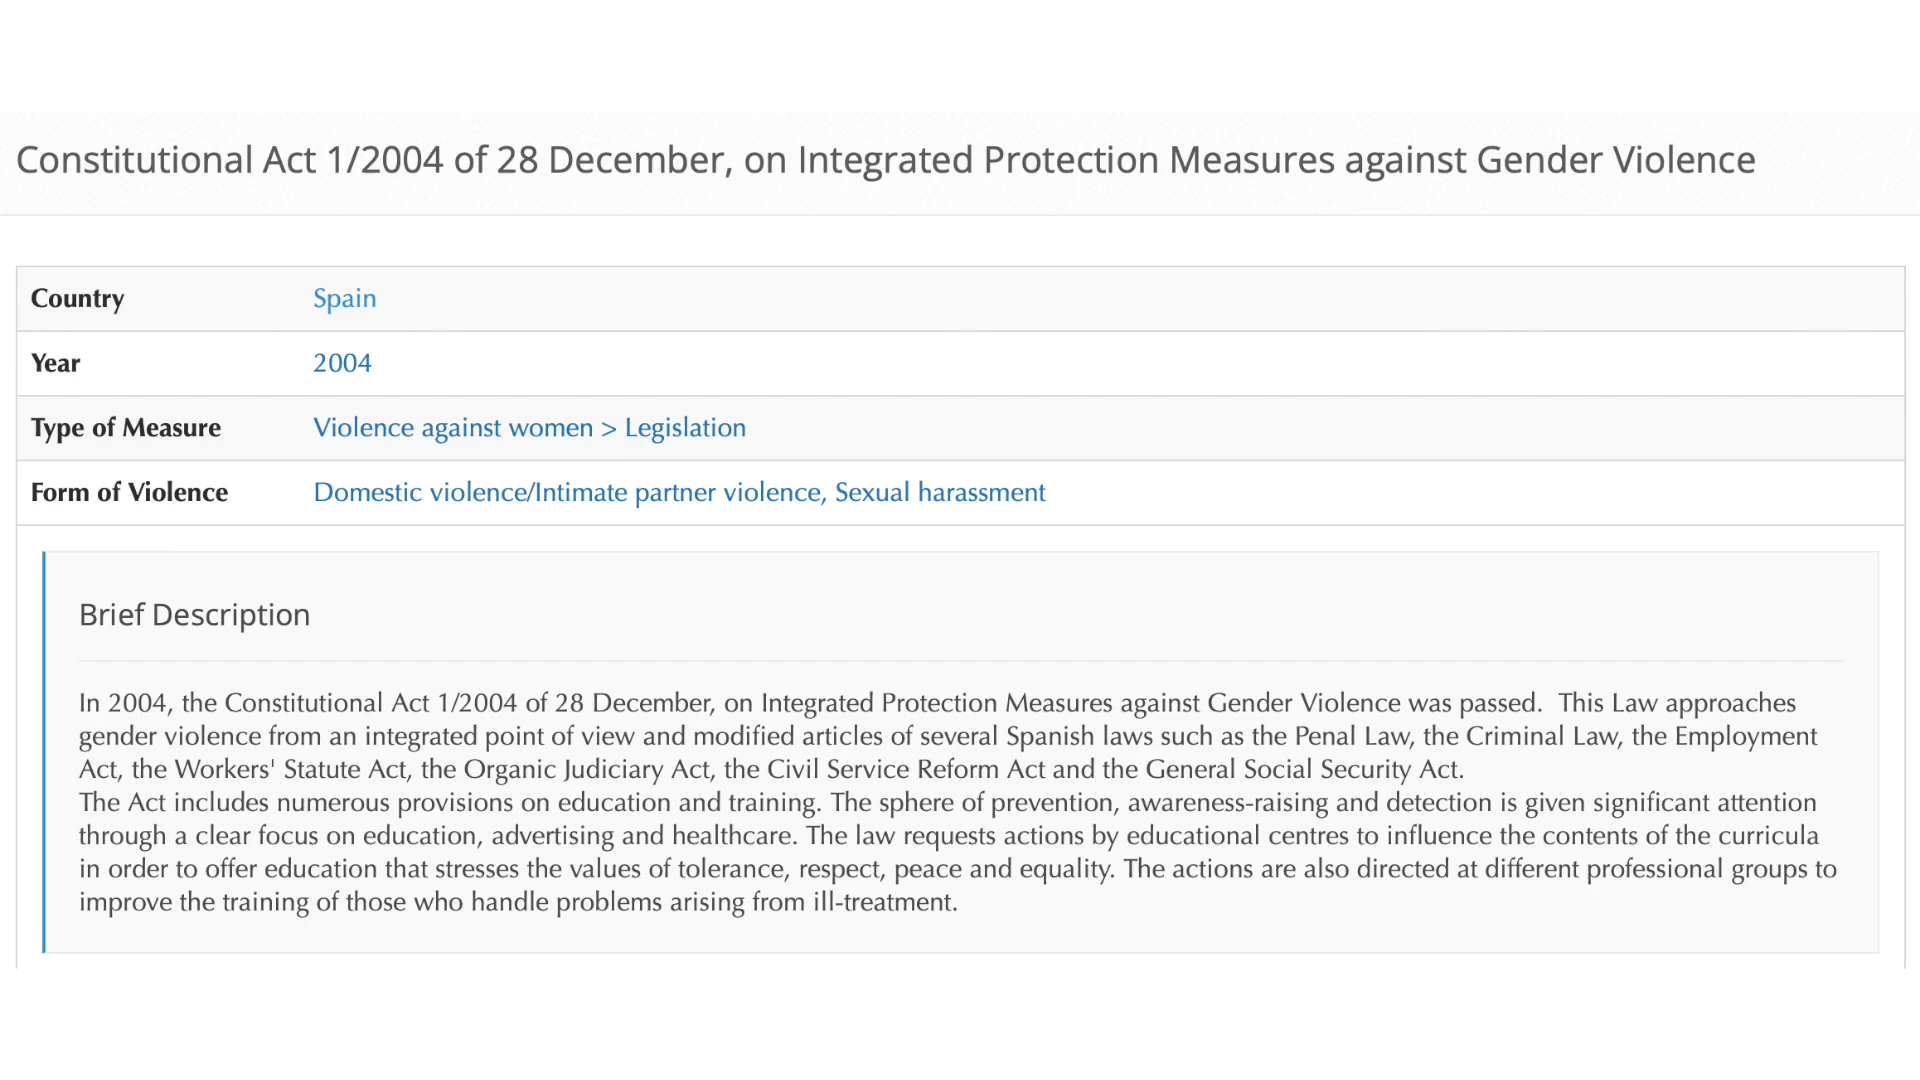 Constitutional Act 1/2004 of 28 December, on Integrated Protection Measures against Gender Violence
Country Spain
Year 2004
Type of Measure Violence against women > Legislation
Form of Violence Domestic violence/Intimate partner violence, Sexual harassment
Brief Description
In 2004, the Constitutional Act 1/2004 of 28 December, on Integrated Protection Measures against Gender Violence was passed.  This Law approaches
gender violence from an integrated point of view and modified articles of several Spanish laws such as the Penal Law, the Criminal Law, the Employment
Act, the Workers' Statute Act, the Organic Judiciary Act, the Civil Service Reform Act and the General Social Security Act.
The Act includes numerous provisions on education and training. The sphere of prevention, awareness-raising and detection is given significant attention
through a clear focus on education, advertising and healthcare. The law requests actions by educational centres to influence the contents of the curricula
in order to offer education that stresses the values of tolerance, respect, peace and equality. The actions are also directed at different professional groups to
improve the training of those who handle problems arising from ill-treatment.